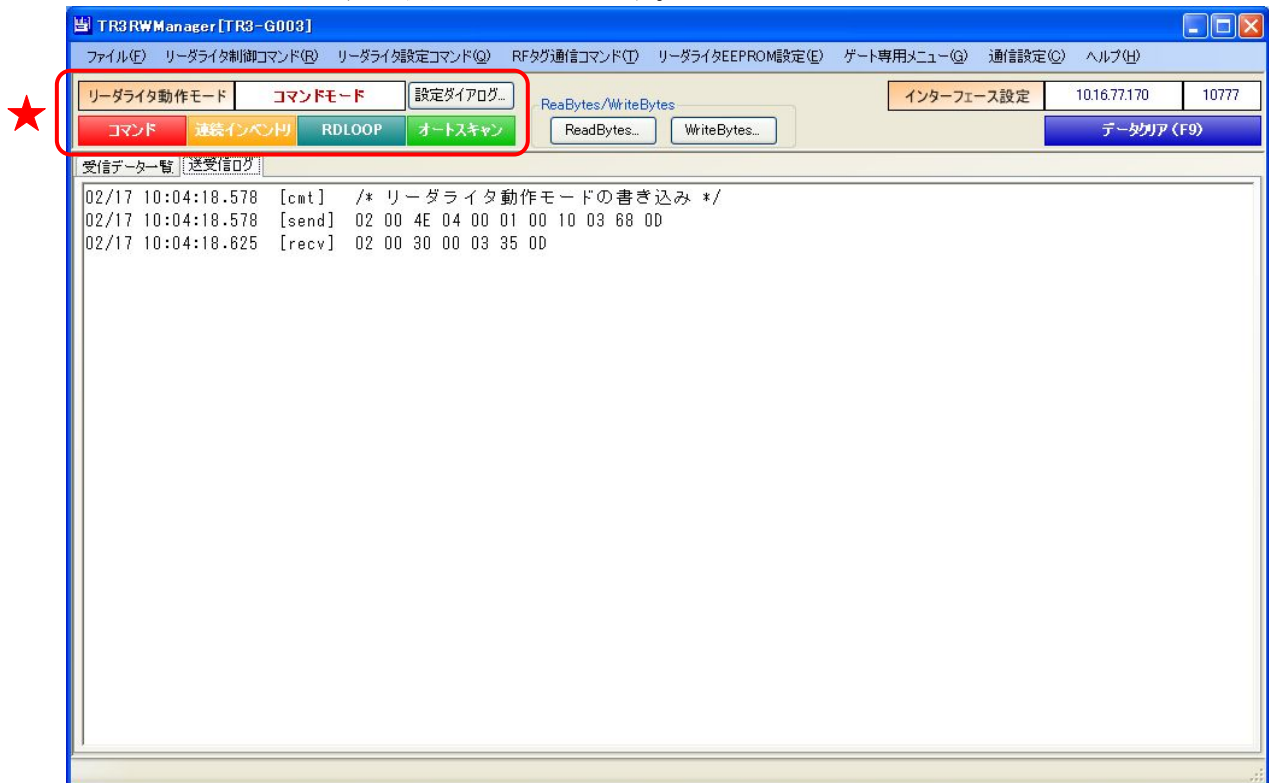 TR3RWManager[TR3-G003]
ファイル(F) リーダライタ制御コマンド(R) リーダライタ設定コマンド(Q) RFタグ通信コマンド(T) リーダライタEEPROM設定(E) ゲート専用メニュー(G) 通信設定(C) ヘルプ(H)
リーダライタ動作モード コマンドモード 設定ダイアログ... ReaBytes/WriteBytes インターフェース設定 10.16.77.170 10777
コマンド 連続インベントリ RDLOOP オートスキャン ReadBytes... WriteBytes... データクリア(F9)
受信データ一覧 送受信ログ
02/17 10:04:18.578 [cmt] /* リーダライタ動作モードの書き込み */
02/17 10:04:18.578 [send] 02 00 4E 04 00 01 00 10 03 68 0D
02/17 10:04:18.625 [recv] 02 00 30 00 03 35 0D